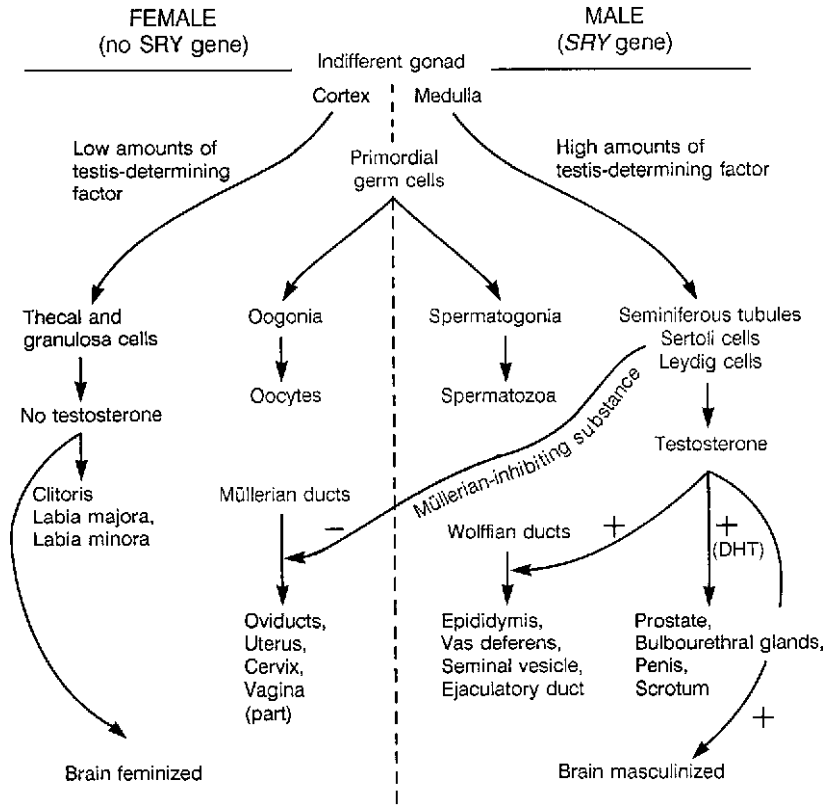 FEMALE
(no SRY gene)
MALE
(SRY gene)
Indifferent gonad
Cortex
Medulla
Low amounts of
testis-determining
factor
Primordial
germ cells
High amounts of
testis-determining factor
Thecal and
granulosa cells
Oogonia
Spermatogonia
Seminiferous tubules
Sertoli cells
Leydig cells
Oocytes
Spermatozoa
No testosterone
Testosterone
Müllerian-inhibiting substance
Clitoris
Labia majora,
Labia minora
Müllerian ducts
−
Wolffian ducts
+
+
(DHT)
Oviducts,
Uterus,
Cervix,
Vagina
(part)
Epididymis,
Vas deferens,
Seminal vesicle,
Ejaculatory duct
Prostate,
Bulbourethral glands,
Penis,
Scrotum
+
Brain feminized
Brain masculinized